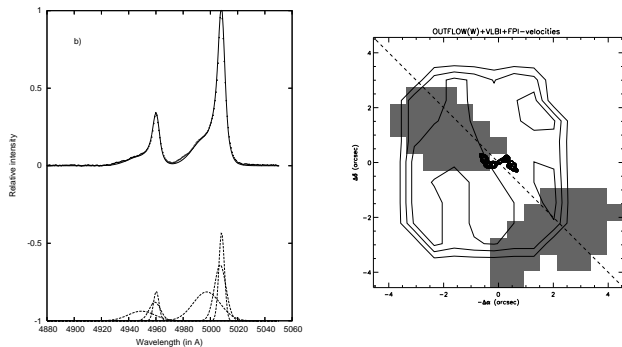 b)
Relative intensity
1
0.5
0
-0.5
-1
4880 4900 4920 4940 4960 4980 5000 5020 5040 5060
Wavelength (in A)
OUTFLOW(W)+VLBI+FPI-velocities
Δδ (arcsec)
4
2
0
-2
-4
-4 -2 0 2 4
-Δα (arcsec)